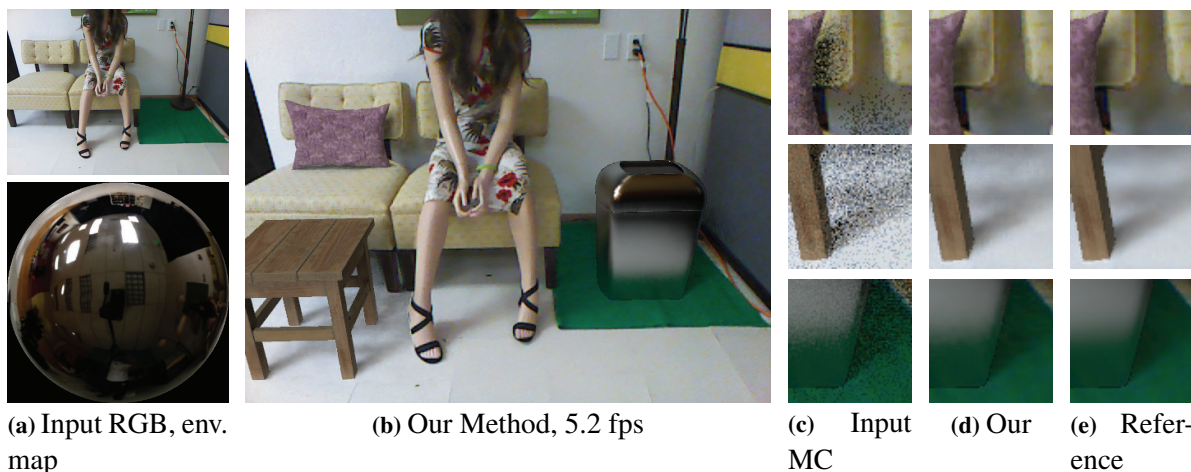 (a) Input RGB, env.
map
(b) Our Method, 5.2 fps
(c) Input
MC
(d) Our
(e) Refer-
ence